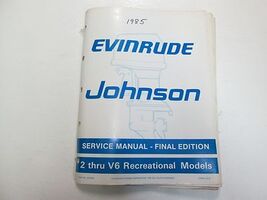 1985
EVINRUDE
Johnson
SERVICE MANUAL - FINAL EDITION
2 thru V6 Recreational Models